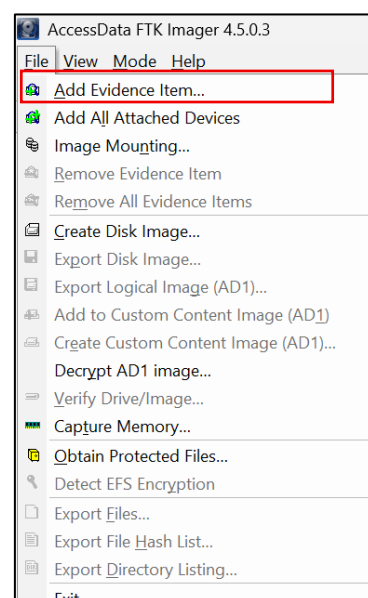 AccessData FTK Imager 4.5.0.3
File View Mode Help
Add Evidence Item...
Add All Attached Devices
Image Mounting...
Remove Evidence Item
Remove All Evidence Items
Create Disk Image...
Export Disk Image...
Export Logical Image (AD1)...
Add to Custom Content Image (AD1)
Create Custom Content Image (AD1)...
Decrypt AD1 image...
Verify Drive/Image...
Capture Memory...
Obtain Protected Files...
Detect EFS Encryption
Export Files...
Export File Hash List...
Export Directory Listing...
Exit